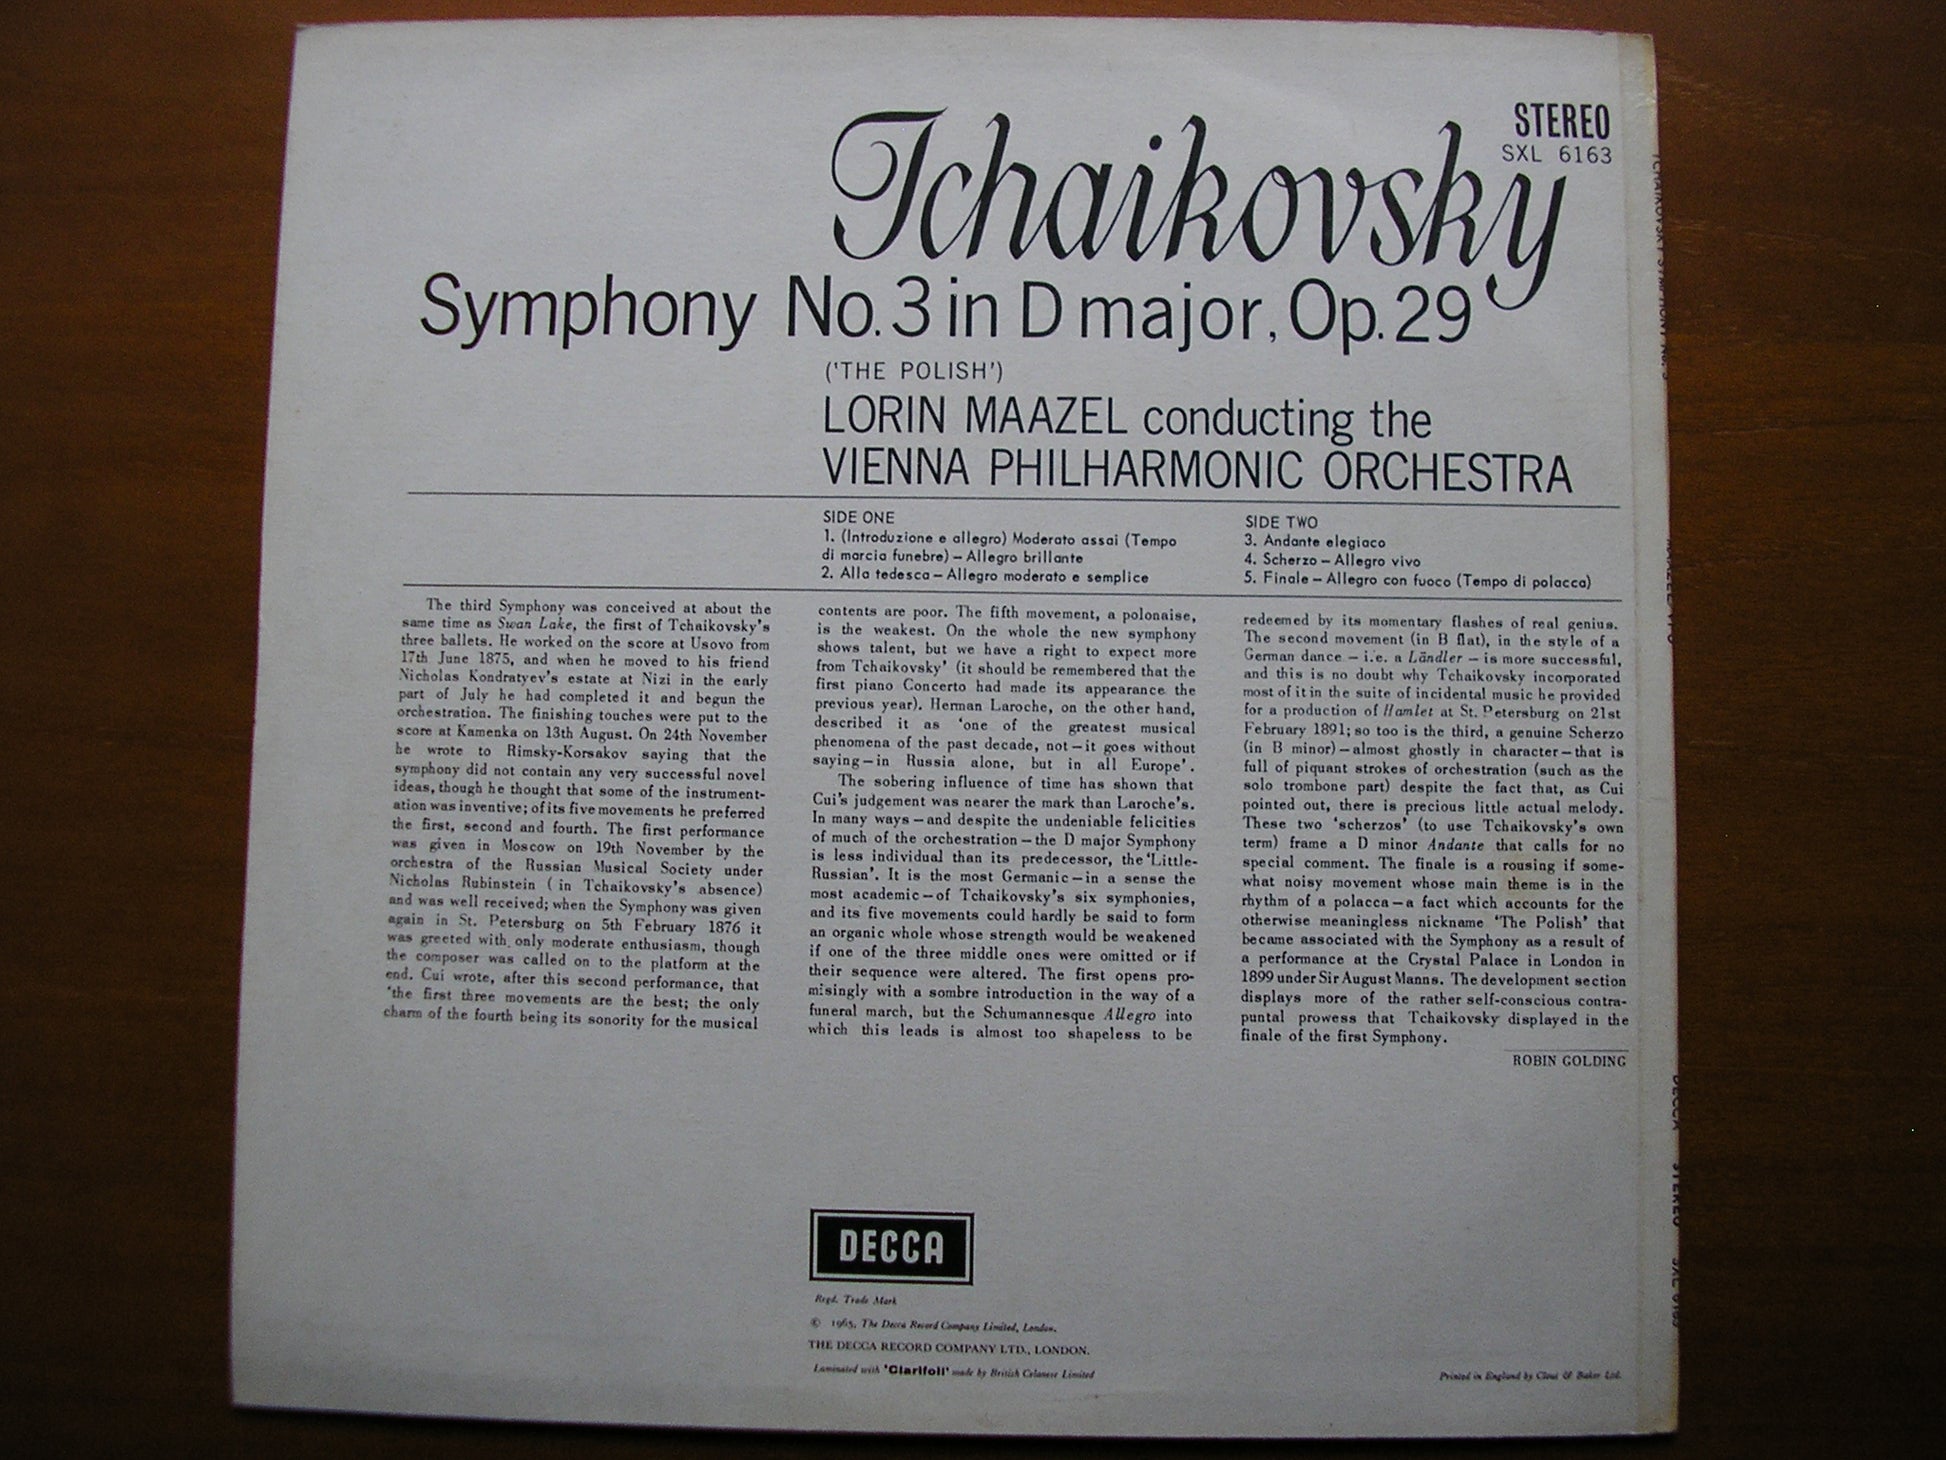 Tchaikovsky
STEREO
SXL 6163
Symphony No. 3 in D major, Op. 29
('THE POLISH')
LORIN MAAZEL conducting the
VIENNA PHILHARMONIC ORCHESTRA
SIDE ONE
1. (Introduzione e allegro) Moderato assai (Tempo
di marcia funebre) – Allegro brillante
2. Alla tedesca – Allegro moderato e semplice
SIDE TWO
3. Andante elegiaco
4. Scherzo – Allegro vivo
5. Finale – Allegro con fuoco (Tempo di polacca)
The third Symphony was conceived at about the
same time as Swan Lake, the first of Tchaikovsky's
three ballets. He worked on the score at Usovo from
17th June 1875, and when he moved to his friend
Nicholas Kondratyev's estate at Nizi in the early
part of July he had completed it and begun the
orchestration. The finishing touches were put to the
score at Kamenka on 13th August. On 24th November
he wrote to Rimsky-Korsakov saying that the
symphony did not contain any very successful novel
ideas, though he thought that some of the instrument-
ation was inventive; of its five movements he preferred
the first, second and fourth. The first performance
was given in Moscow on 19th November by the
orchestra of the Russian Musical Society under
Nicholas Rubinstein ( in Tchaikovsky's absence)
and was well received; when the Symphony was given
again in St. Petersburg on 5th February 1876 it
was greeted with only moderate enthusiasm, though
the composer was called on to the platform at the
end. Cui wrote, after this second performance, that
'the first three movements are the best; the only
charm of the fourth being its sonority for the musical
contents are poor. The fifth movement, a polonaise,
is the weakest. On the whole the new symphony
shows talent, but we have a right to expect more
from Tchaikovsky' (it should be remembered that the
first piano Concerto had made its appearance the
previous year). Herman Laroche, on the other hand,
described it as 'one of the greatest musical
phenomena of the past decade, not – it goes without
saying – in Russia alone, but in all Europe'.
The sobering influence of time has shown that
Cui's judgement was nearer the mark than Laroche's.
In many ways – and despite the undeniable felicities
of much of the orchestration – the D major Symphony
is less individual than its predecessor, the 'Little-
Russian'. It is the most Germanic – in a sense the
most academic – of Tchaikovsky's six symphonies,
and its five movements could hardly be said to form
an organic whole whose strength would be weakened
if one of the three middle ones were omitted or if
their sequence were altered. The first opens pro-
misingly with a sombre introduction in the way of a
funeral march, but the Schumannesque Allegro into
which this leads is almost too shapeless to be
redeemed by its momentary flashes of real genius.
The second movement (in B flat), in the style of a
German dance – i.e. a Ländler – is more successful,
and this is no doubt why Tchaikovsky incorporated
most of it in the suite of incidental music he provided
for a production of Hamlet at St. Petersburg on 21st
February 1891; so too is the third, a genuine Scherzo
(in B minor) – almost ghostly in character – that is
full of piquant strokes of orchestration (such as the
solo trombone part) despite the fact that, as Cui
pointed out, there is precious little actual melody.
These two 'scherzos' (to use Tchaikovsky's own
term) frame a D minor Andante that calls for no
special comment. The finale is a rousing if some-
what noisy movement whose main theme is in the
rhythm of a polacca – a fact which accounts for the
otherwise meaningless nickname 'The Polish' that
became associated with the Symphony as a result of
a performance at the Crystal Palace in London in
1899 under Sir August Manns. The development section
displays more of the rather self-conscious contra-
puntal prowess that Tchaikovsky displayed in the
finale of the first Symphony.
ROBIN GOLDING
DECCA
Regd. Trade Mark
© 1965, The Decca Record Company Limited, London.
THE DECCA RECORD COMPANY LTD., LONDON.
Laminated with 'Clarifoil' made by British Celanese Limited
Printed in England by Clout & Baker Ltd.
DECCA STEREO SXL 6163